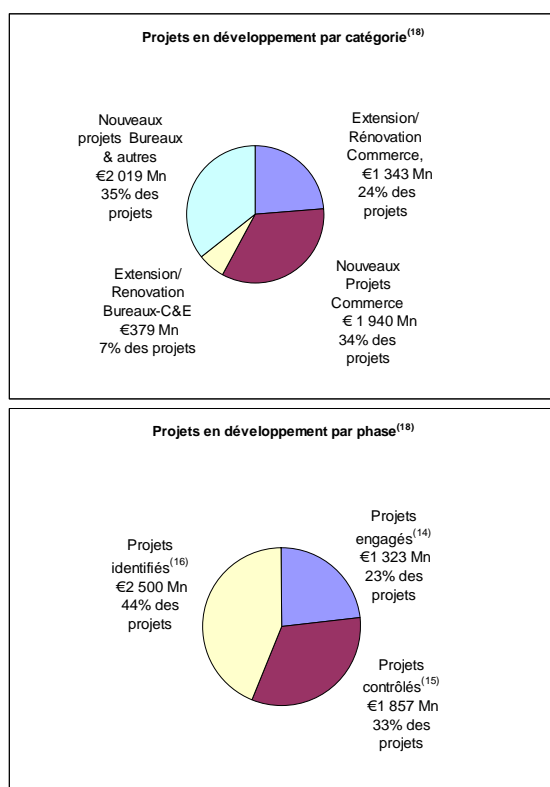 Projets en développement par catégorie(18)
Nouveaux
projets Bureaux
& autres
€2 019 Mn
35% des
projets
Extension/
Rénovation
Commerce,
€1 343 Mn
24% des
projets
Extension/
Renovation
Bureaux-C&E
€379 Mn
7% des projets
Nouveaux
Projets
Commerce
€ 1 940 Mn
34% des
projets
Projets en développement par phase(18)
Projets
identifiés(16)
€2 500 Mn
44% des
projets
Projets
engagés(14)
€1 323 Mn
23% des
projets
Projets
contrôlés(15)
€1 857 Mn
33% des
projets